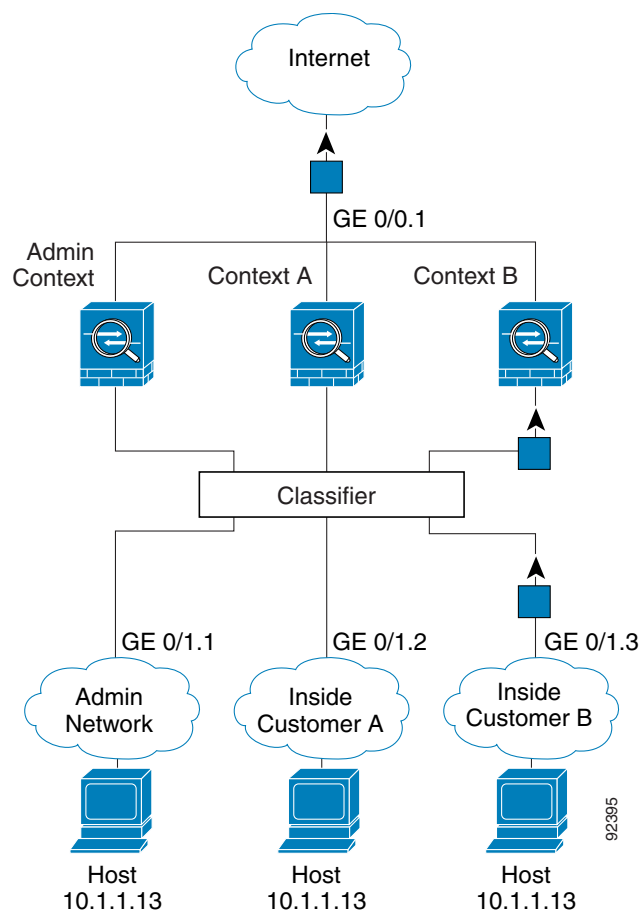 Internet
GE 0/0.1
Admin
Context
Context A
Context B
Classifier
GE 0/1.1
GE 0/1.2
GE 0/1.3
Admin
Network
Inside
Customer A
Inside
Customer B
Host
10.1.1.13
Host
10.1.1.13
Host
10.1.1.13
92395